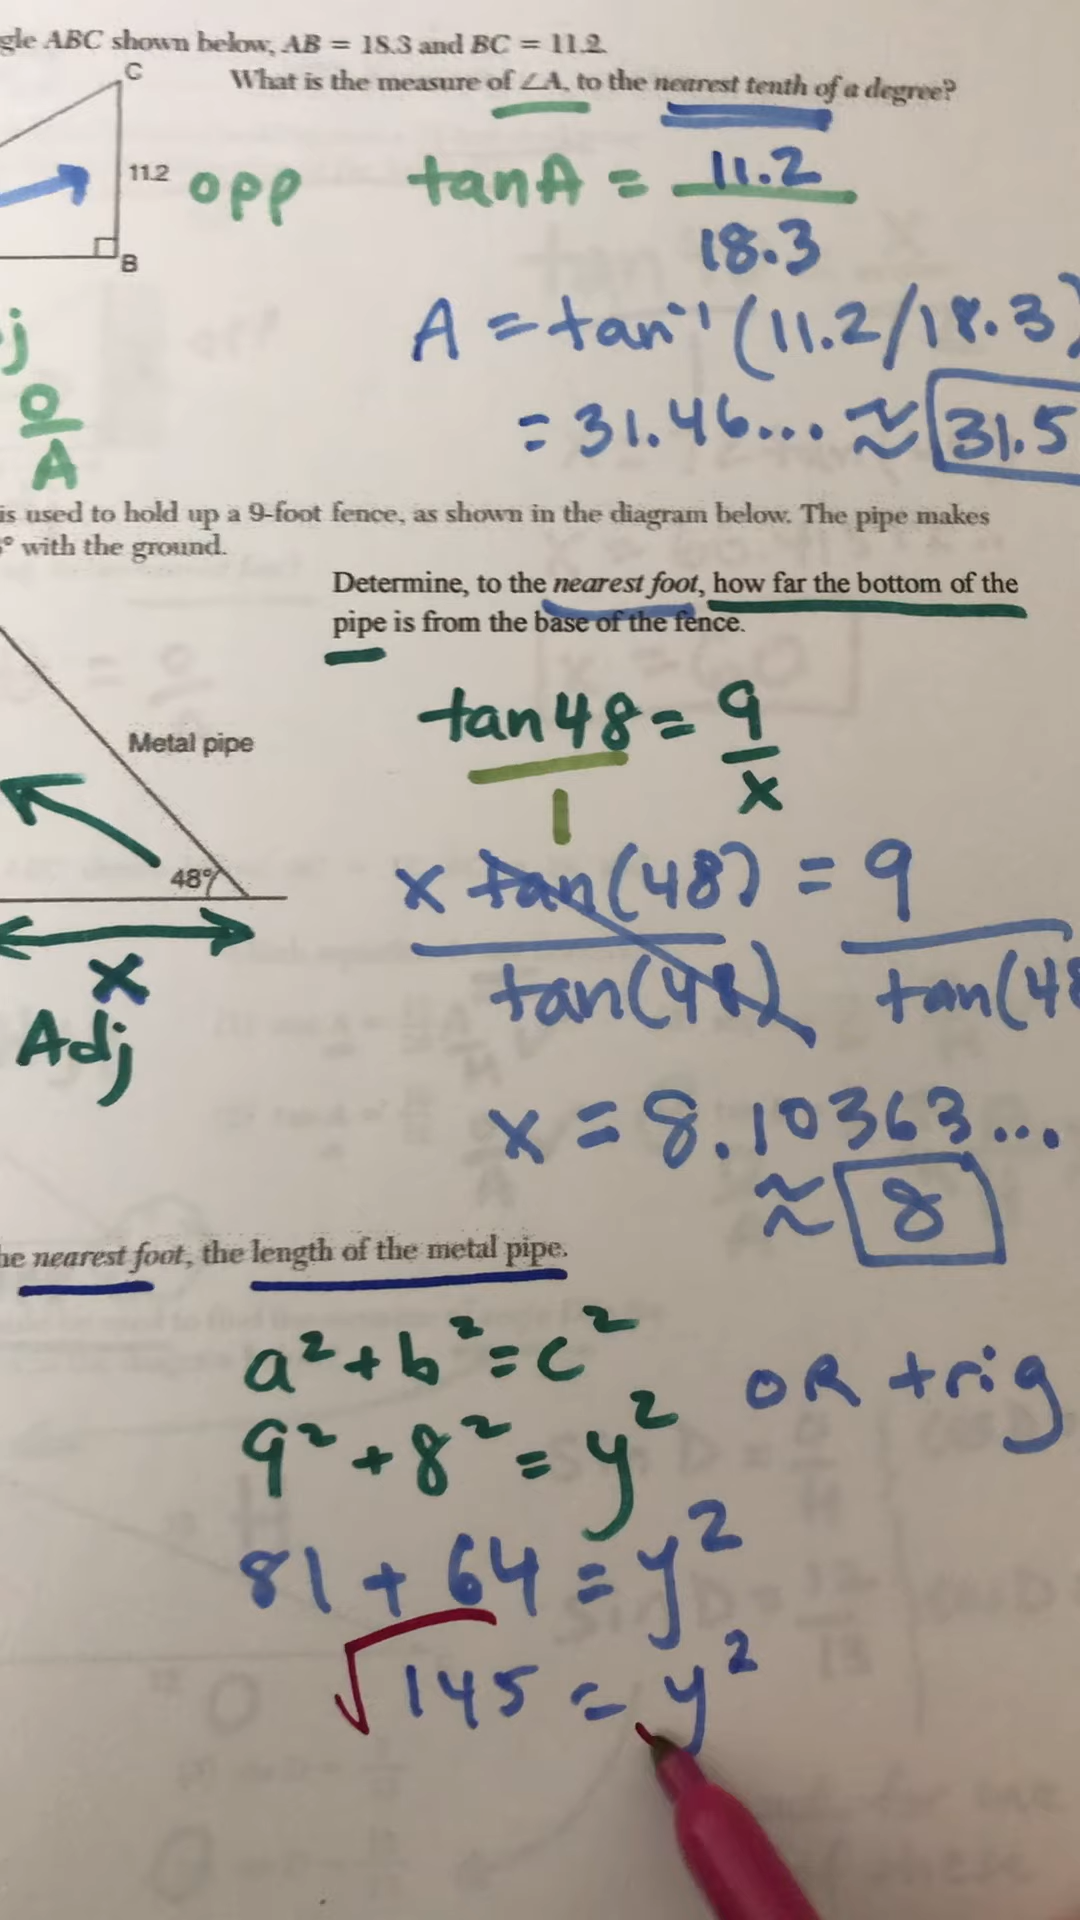 gle ABC shown below, AB = 18.3 and BC = 11.2.
What is the measure of ∠A, to the nearest tenth of a degree?
C
11.2
B
opp
tan A = 11.2
18.3
j
O
A
A = tan⁻¹(11.2/18.3)
= 31.46... ≈ 31.5
is used to hold up a 9-foot fence, as shown in the diagram below. The pipe makes
° with the ground.
Determine, to the nearest foot, how far the bottom of the
pipe is from the base of the fence.
Metal pipe
48°
x
Adj
tan 48 = 9
1 x
x tan(48) = 9
tan(48) tan(48
x = 8.10363...
≈ 8
he nearest foot, the length of the metal pipe.
a² + b² = c²
OR trig
9² + 8² = y²
81 + 64 = y²
√145 = y²